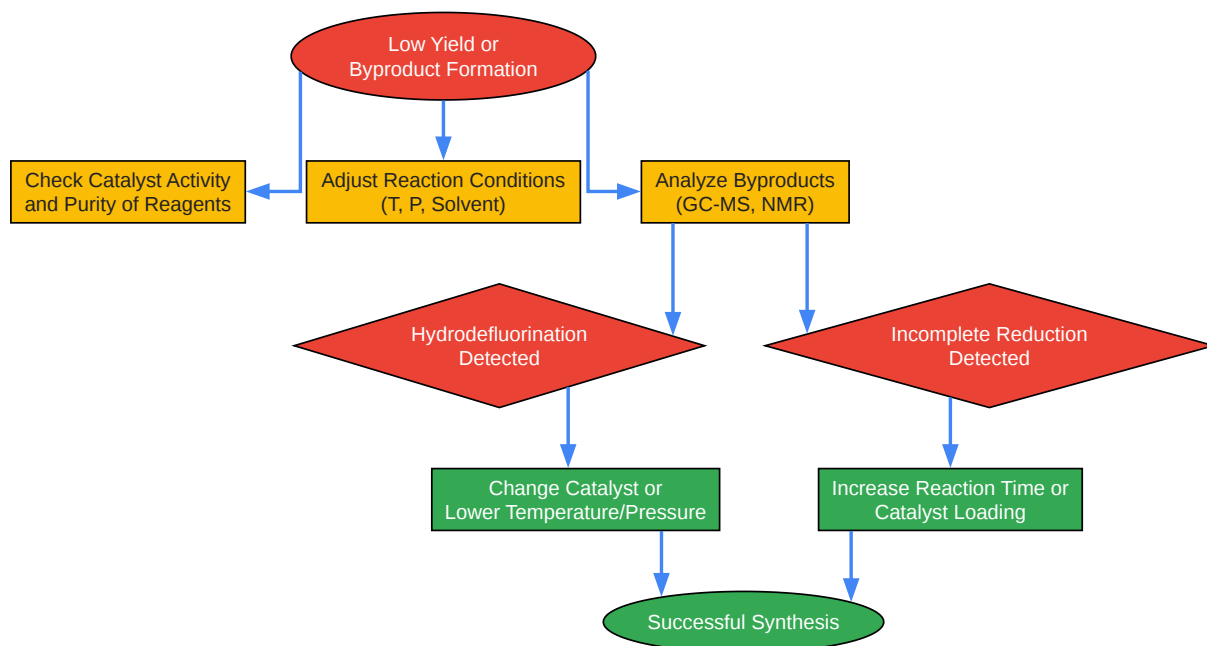 Low Yield or
Byproduct Formation
Check Catalyst Activity
and Purity of Reagents
Adjust Reaction Conditions
(T, P, Solvent)
Analyze Byproducts
(GC-MS, NMR)
Hydrodefluorination
Detected
Incomplete Reduction
Detected
Change Catalyst or
Lower Temperature/Pressure
Increase Reaction Time or
Catalyst Loading
Successful Synthesis